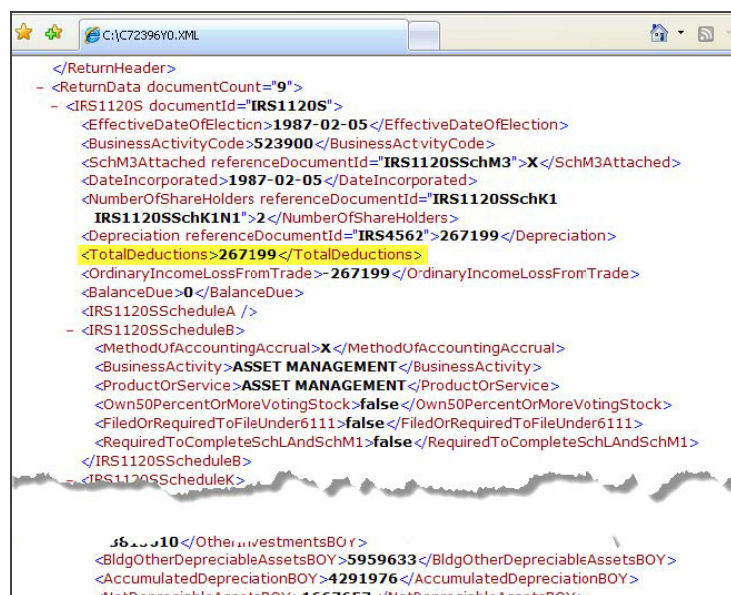 C:\C72396Y0.XML
</ReturnHeader>
- <ReturnData documentCount="9">
- <IRS1120S documentId="IRS1120S">
<EffectiveDateOfElection>1987-02-05</EffectiveDateOfElection>
<BusinessActivityCode>523900</BusinessActivityCode>
<SchM3Attached referenceDocumentId="IRS1120SSchM3">X</SchM3Attached>
<DateIncorporated>1987-02-05</DateIncorporated>
<NumberOfShareHolders referenceDocumentId="IRS1120SSchK1
IRS1120SSchK1N1">2</NumberOfShareHolders>
<Depreciation referenceDocumentId="IRS4562">267199</Depreciation>
<TotalDeductions>267199</TotalDeductions>
<OrdinaryIncomeLossFromTrade>-267199</OrdinaryIncomeLossFromTrade>
<BalanceDue>0</BalanceDue>
<IRS1120SScheduleA />
- <IRS1120SScheduleB>
<MethodOfAccountingAccrual>X</MethodOfAccountingAccrual>
<BusinessActivity>ASSET MANAGEMENT</BusinessActivity>
<ProductOrService>ASSET MANAGEMENT</ProductOrService>
<Own50PercentOrMoreVotingStock>false</Own50PercentOrMoreVotingStock>
<FiledOrRequiredToFileUnder6111>false</FiledOrRequiredToFileUnder6111>
<RequiredToCompleteSchLAndSchM1>false</RequiredToCompleteSchLAndSchM1>
</IRS1120SScheduleB>
- <IRS1120SScheduleK>
</OtherInvestmentsBOY>
<BldgOtherDepreciableAssetsBOY>5959633</BldgOtherDepreciableAssetsBOY>
<AccumulatedDepreciationBOY>4291976</AccumulatedDepreciationBOY>